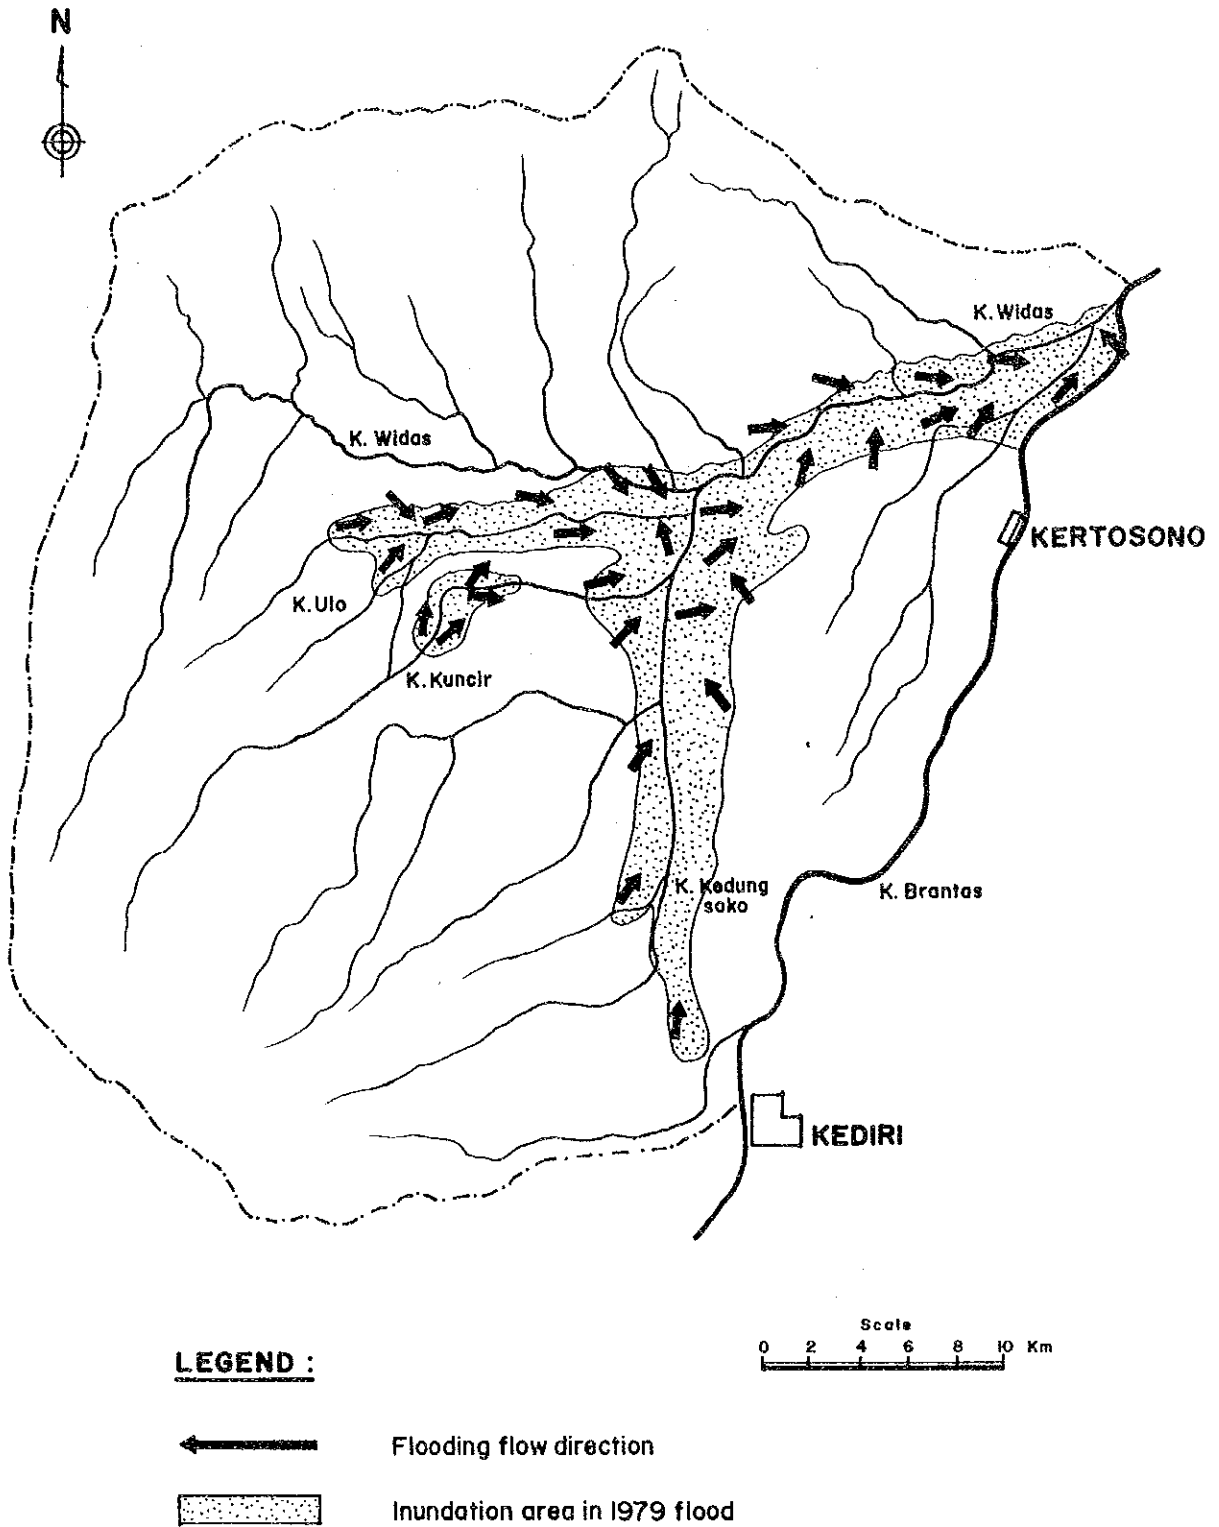 N
K. Widas
K. Widas
KERTOSONO
K. Ulo
K. Kuncir
K. Kedung
soko
K. Brantas
KEDIRI
Scale
0 2 4 6 8 10 Km
LEGEND :
Flooding flow direction
Inundation area in 1979 flood